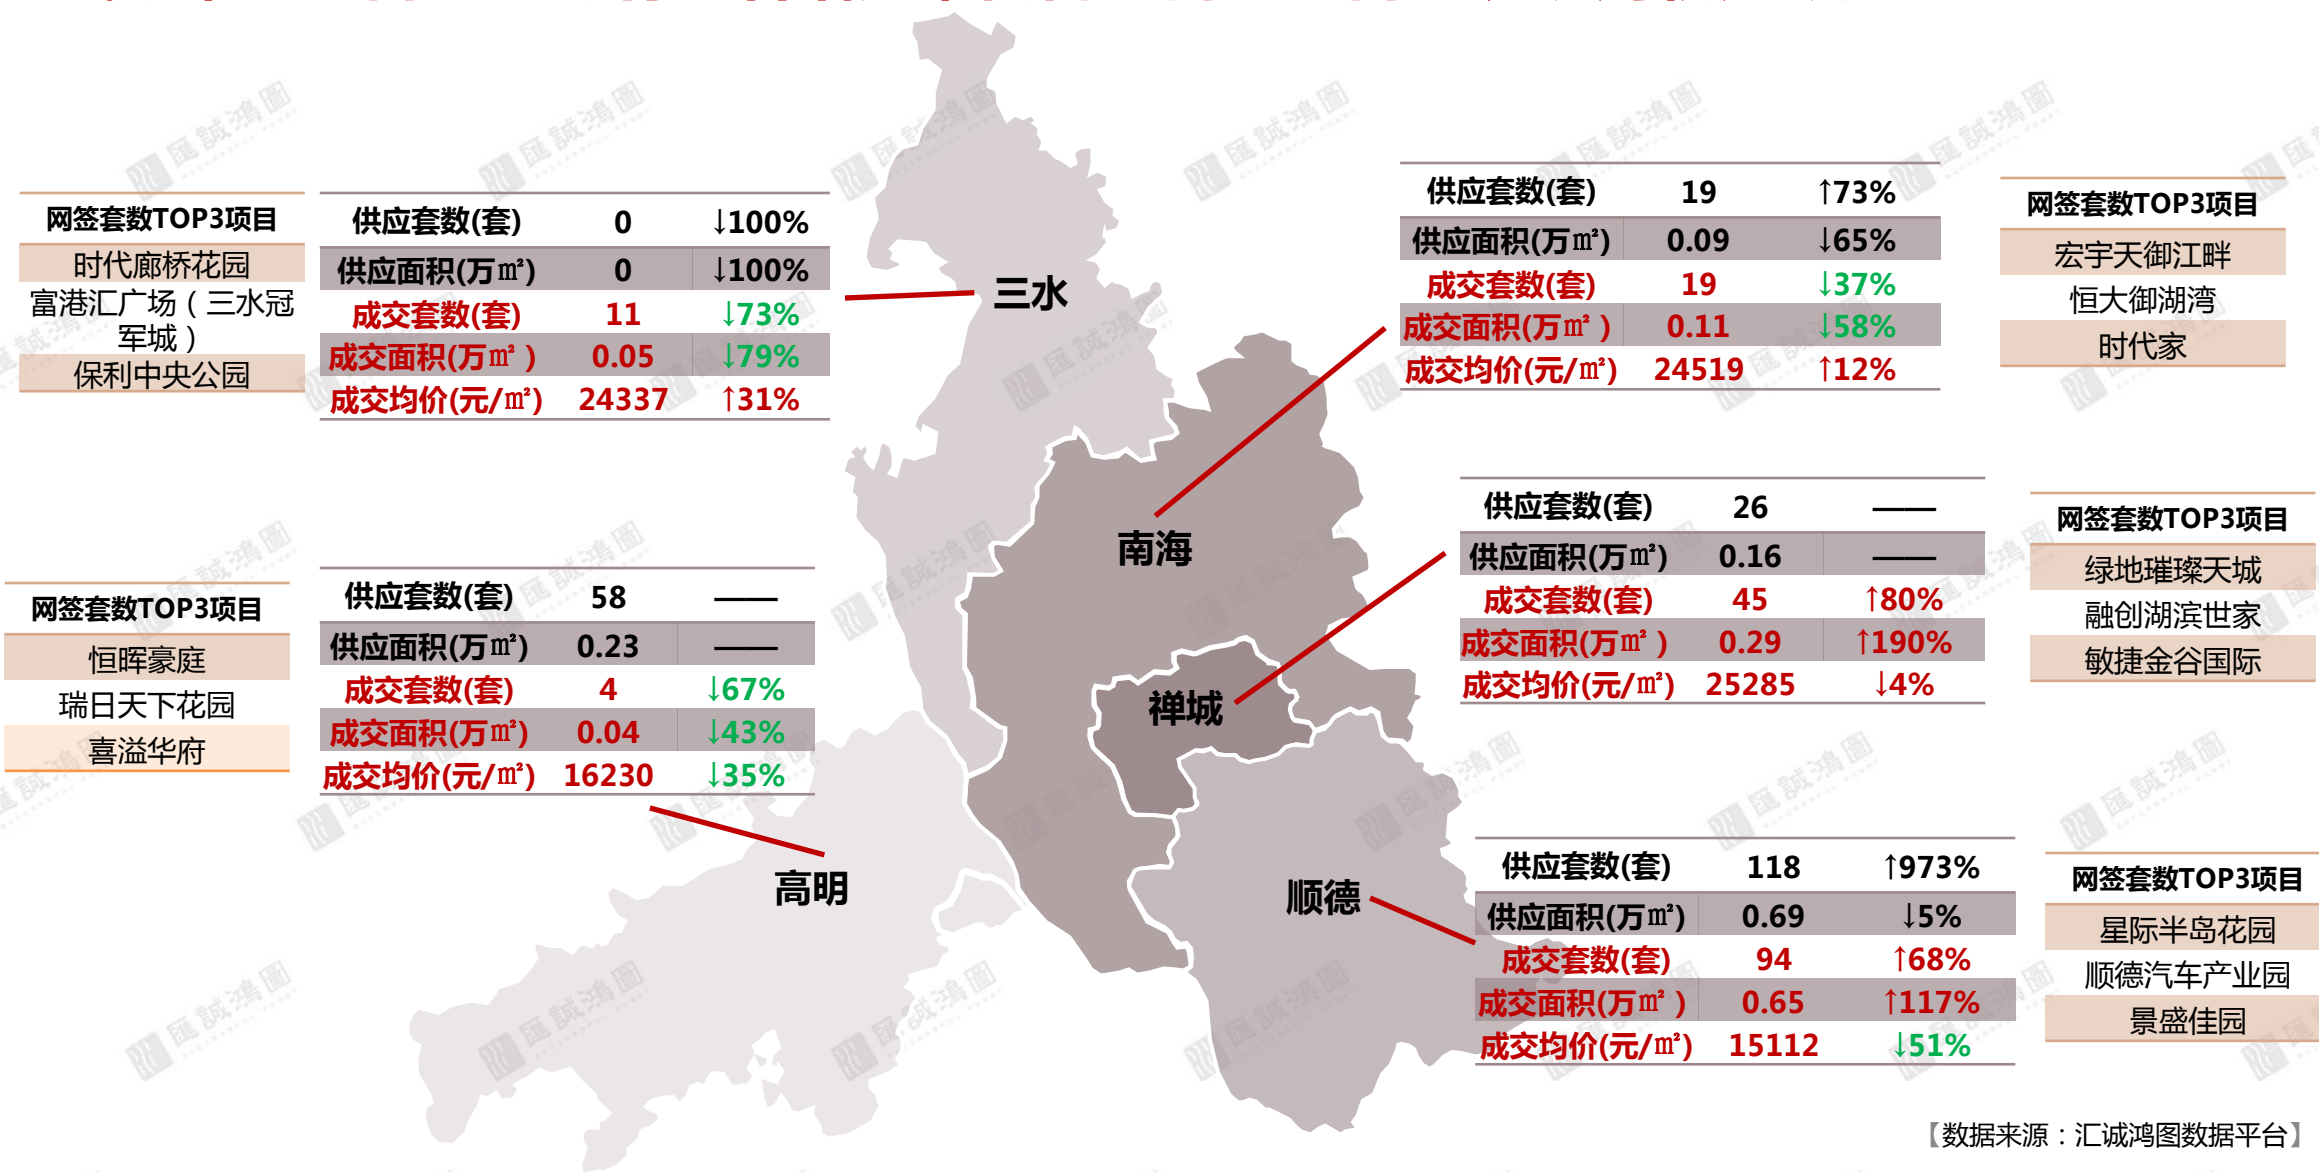 网签套数TOP3项目
时代廊桥花园
富港汇广场（三水冠
军城）
保利中央公园
供应套数(套) 0 ↓100%
供应面积(万㎡) 0 ↓100%
成交套数(套) 11 ↓73%
成交面积(万㎡ ) 0.05 ↓79%
成交均价(元/㎡) 24337 ↑31%
三水
供应套数(套) 19 ↑73%
供应面积(万㎡) 0.09 ↓65%
成交套数(套) 19 ↓37%
成交面积(万㎡ ) 0.11 ↓58%
成交均价(元/㎡) 24519 ↑12%
网签套数TOP3项目
宏宇天御江畔
恒大御湖湾
时代家
南海
供应套数(套) 26 ——
供应面积(万㎡) 0.16 ——
成交套数(套) 45 ↑80%
成交面积(万㎡ ) 0.29 ↑190%
成交均价(元/㎡) 25285 ↓4%
网签套数TOP3项目
绿地璀璨天城
融创湖滨世家
敏捷金谷国际
禅城
网签套数TOP3项目
恒晖豪庭
瑞日天下花园
喜溢华府
供应套数(套) 58 ——
供应面积(万㎡) 0.23 ——
成交套数(套) 4 ↓67%
成交面积(万㎡) 0.04 ↓43%
成交均价(元/㎡) 16230 ↓35%
高明
顺德
供应套数(套) 118 ↑973%
供应面积(万㎡) 0.69 ↓5%
成交套数(套) 94 ↑68%
成交面积(万㎡ ) 0.65 ↑117%
成交均价(元/㎡) 15112 ↓51%
网签套数TOP3项目
星际半岛花园
顺德汽车产业园
景盛佳园
【数据来源：汇诚鸿图数据平台】
匯誠鴻圖